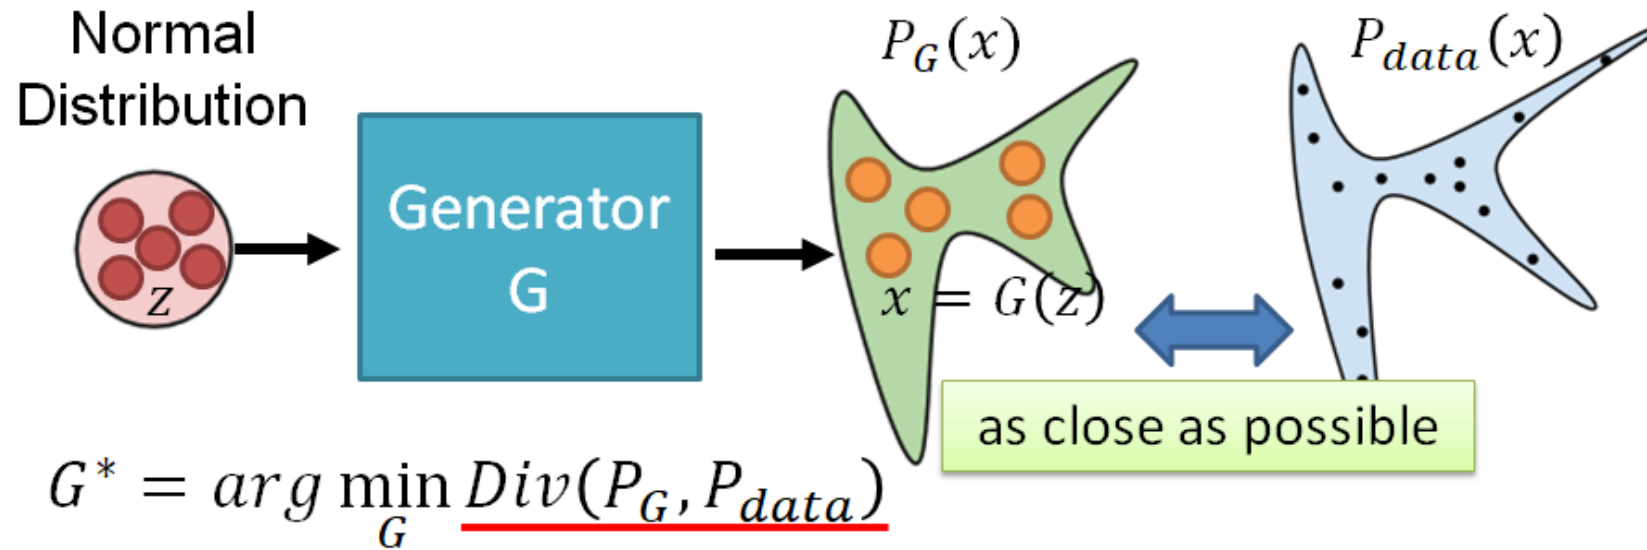 Normal
Distribution
z
Generator
G
P_G(x)
x = G(z)
P_data(x)
as close as possible
G* = arg min_G Div(P_G, P_data)